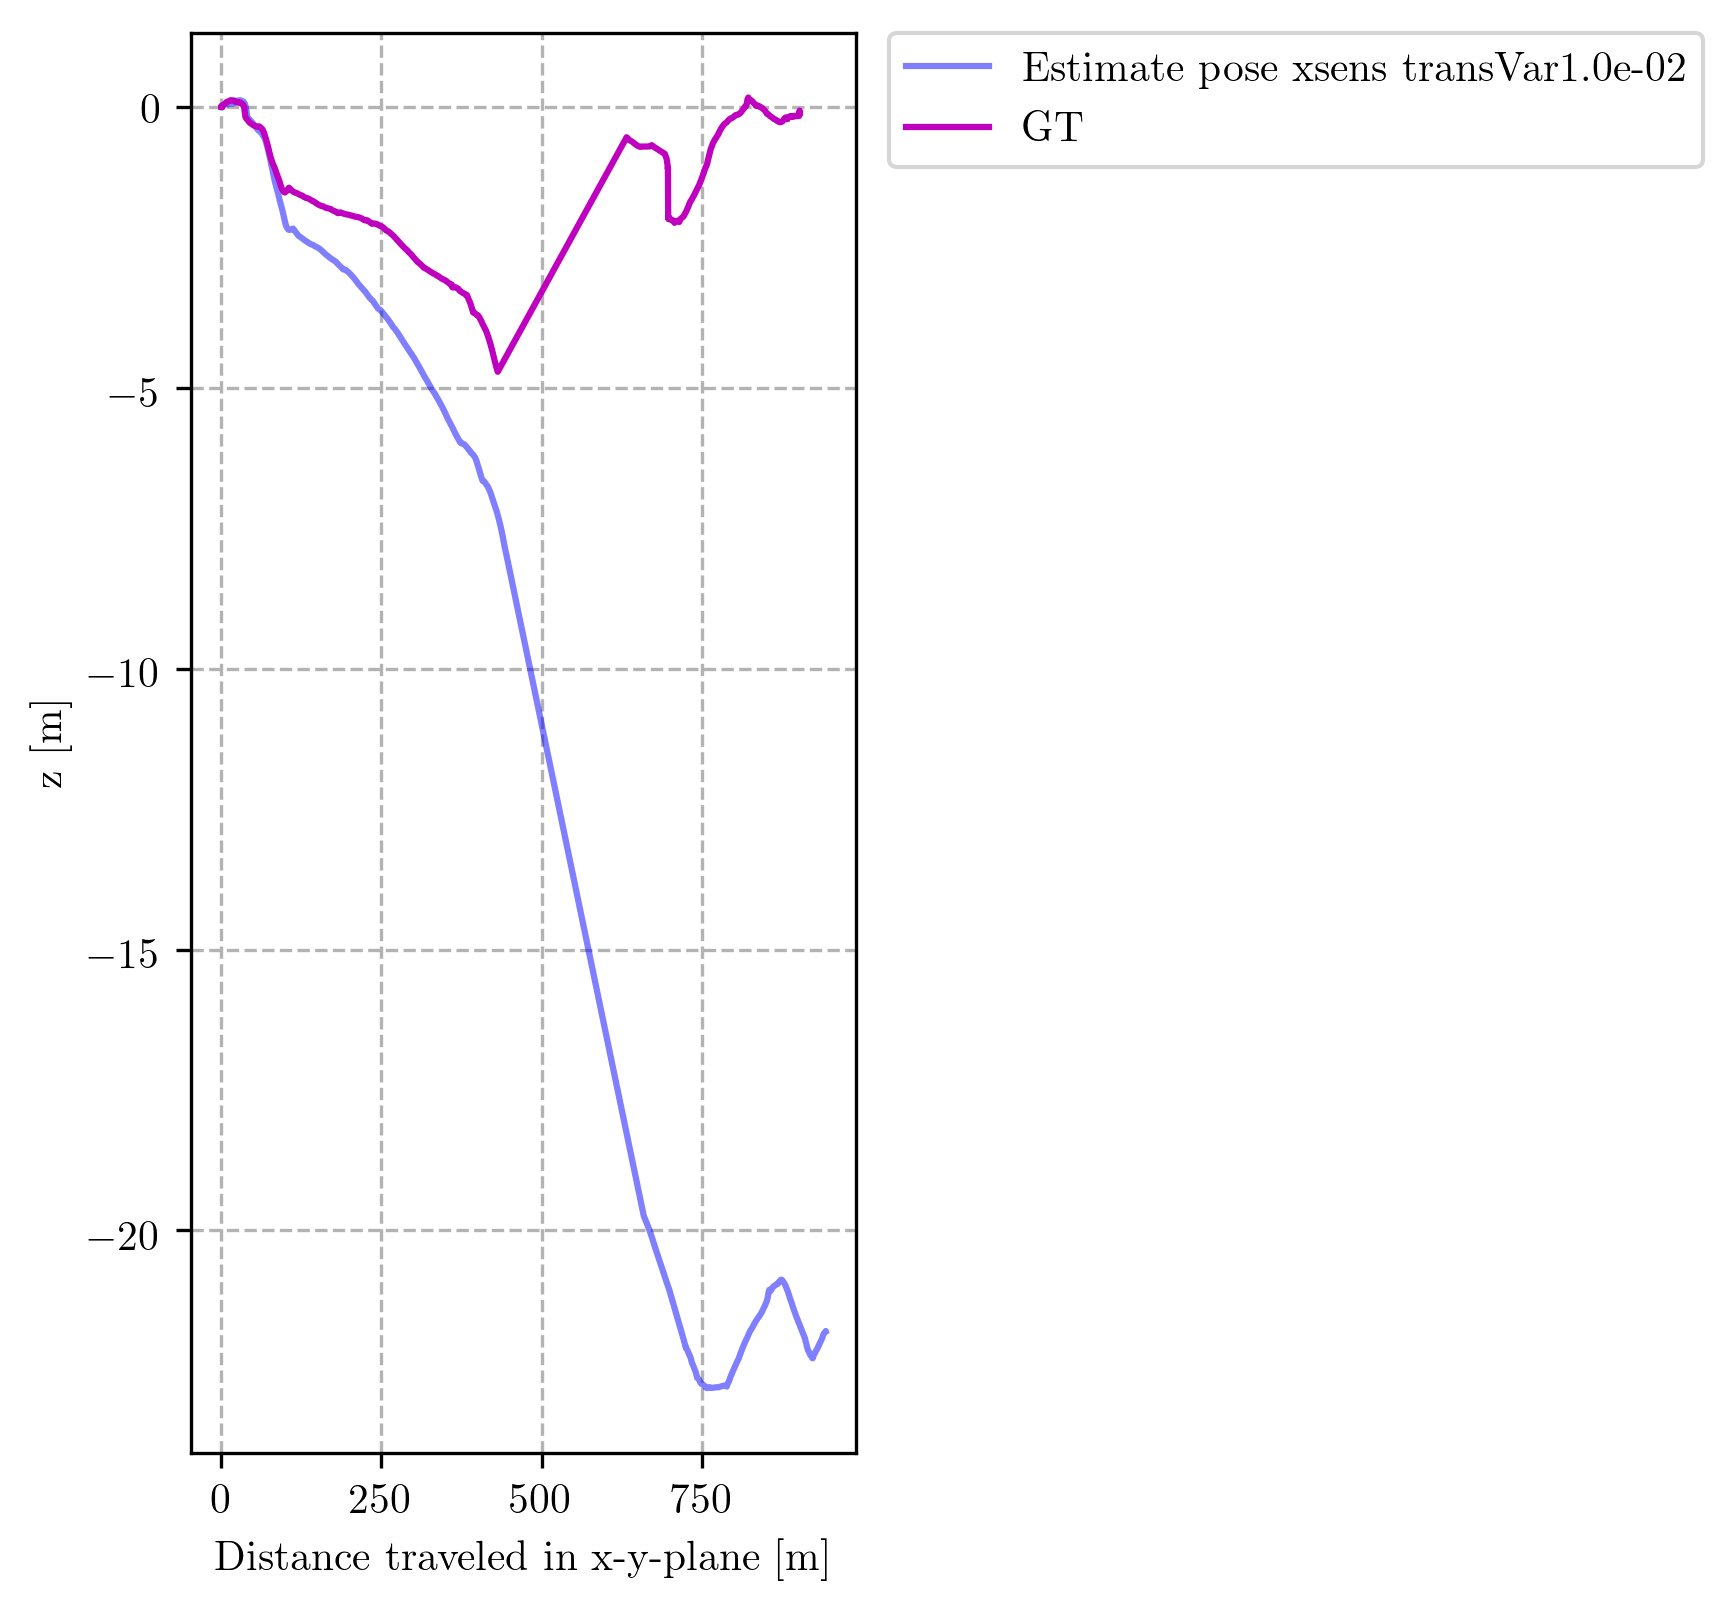 Estimate pose xsens transVar1.0e-02
GT
0
−5
−10
−15
−20
z [m]
0 250 500 750
Distance traveled in x-y-plane [m]